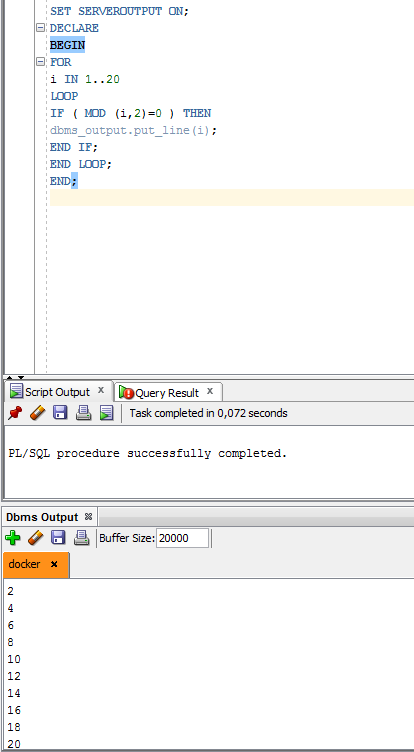 SET SERVEROUTPUT ON;
DECLARE
BEGIN
FOR
i IN 1..20
LOOP
IF ( MOD (i,2)=0 ) THEN
dbms_output.put_line(i);
END IF;
END LOOP;
END;
Script Output x Query Result x
Task completed in 0,072 seconds
PL/SQL procedure successfully completed.
Dbms Output
Buffer Size: 20000
docker
2
4
6
8
10
12
14
16
18
20